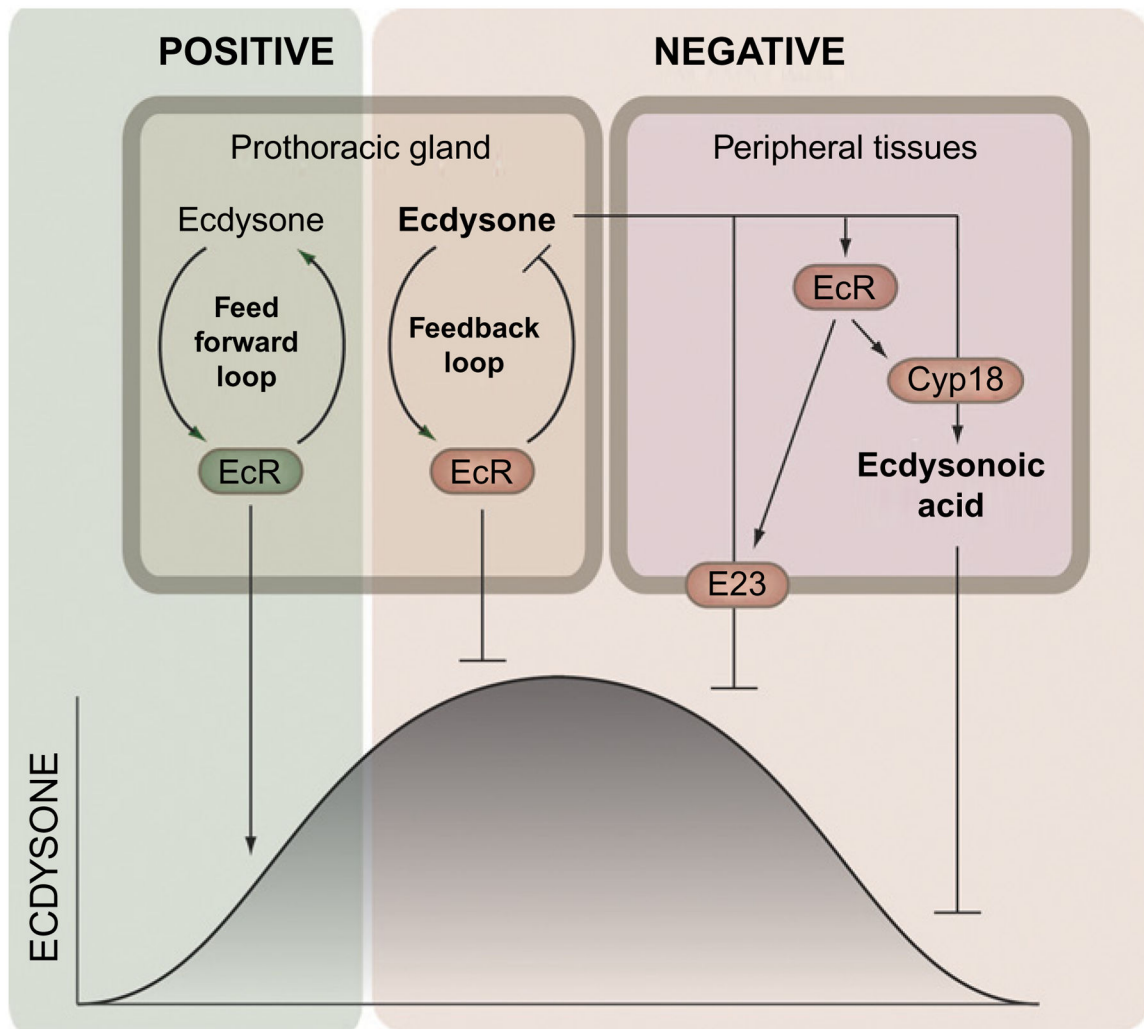 POSITIVE
NEGATIVE
Prothoracic gland
Peripheral tissues
Ecdysone
Ecdysone
Feed
forward
loop
Feedback
loop
EcR
EcR
EcR
Cyp18
Ecdysonoic
acid
E23
ECDYSONE